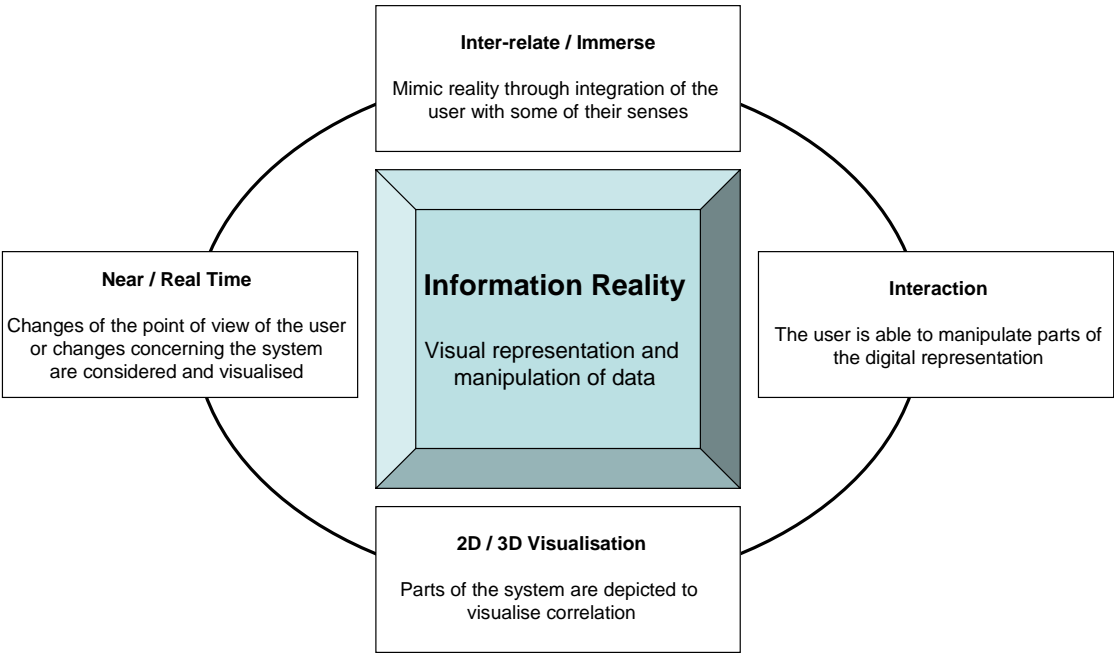 Inter-relate / Immerse
Mimic reality through integration of the
user with some of their senses
Near / Real Time
Changes of the point of view of the user
or changes concerning the system
are considered and visualised
Information Reality
Visual representation and
manipulation of data
Interaction
The user is able to manipulate parts of
the digital representation
2D / 3D Visualisation
Parts of the system are depicted to
visualise correlation